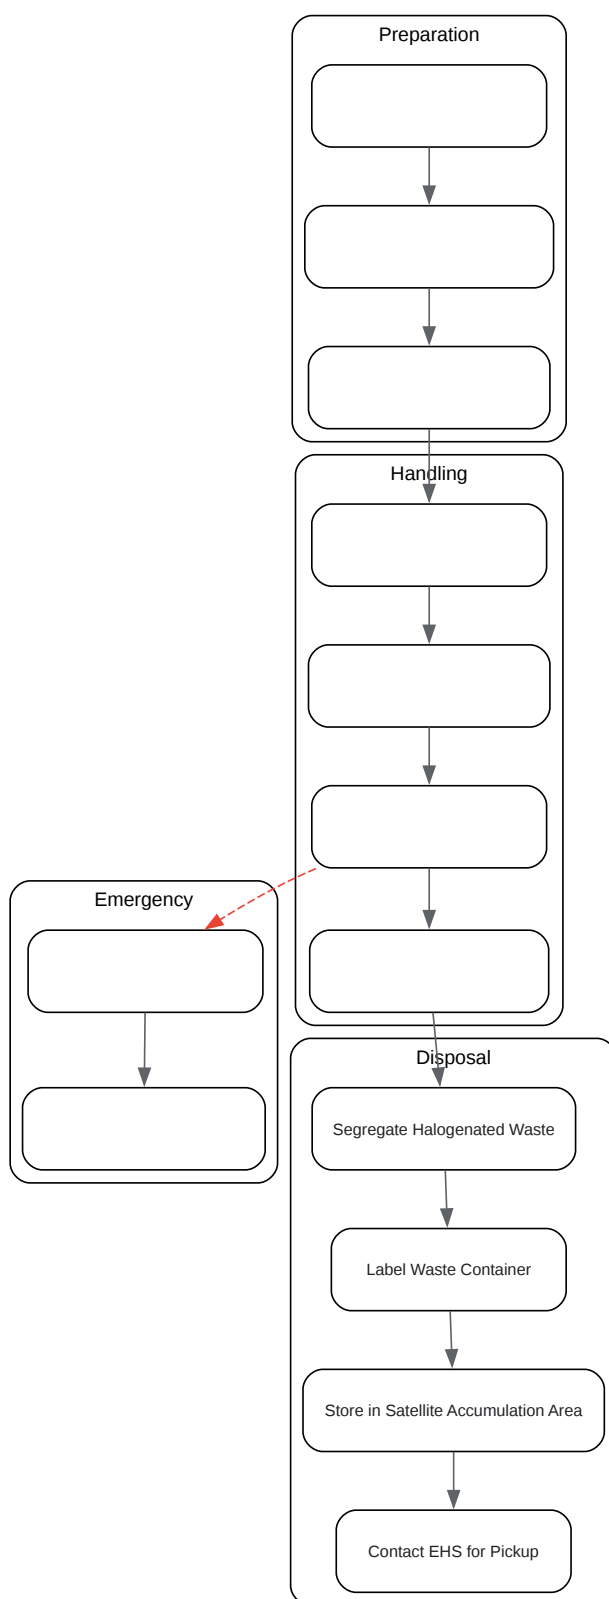 Preparation
Handling
Emergency
Disposal
Segregate Halogenated Waste
Label Waste Container
Store in Satellite Accumulation Area
Contact EHS for Pickup